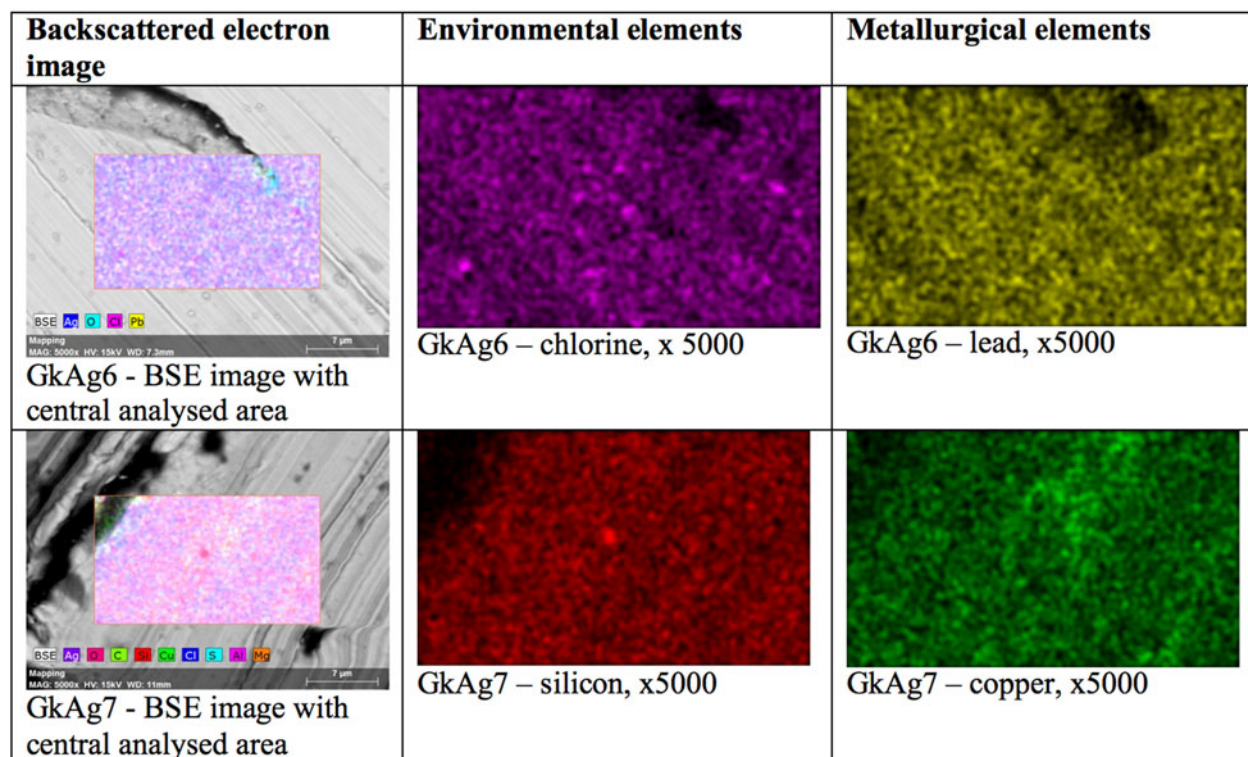 Backscattered electron
image
Environmental elements
Metallurgical elements
BSE Ag O Cl Pb
Mapping
MAG: 5000x HV: 15kV WD: 7.3mm
7 µm
GkAg6 - BSE image with
central analysed area
GkAg6 – chlorine, x 5000
GkAg6 – lead, x5000
BSE Ag O C Si Cu Cl S Al Mg
Mapping
MAG: 5000x HV: 15kV WD: 11mm
7 µm
GkAg7 - BSE image with
central analysed area
GkAg7 – silicon, x5000
GkAg7 – copper, x5000